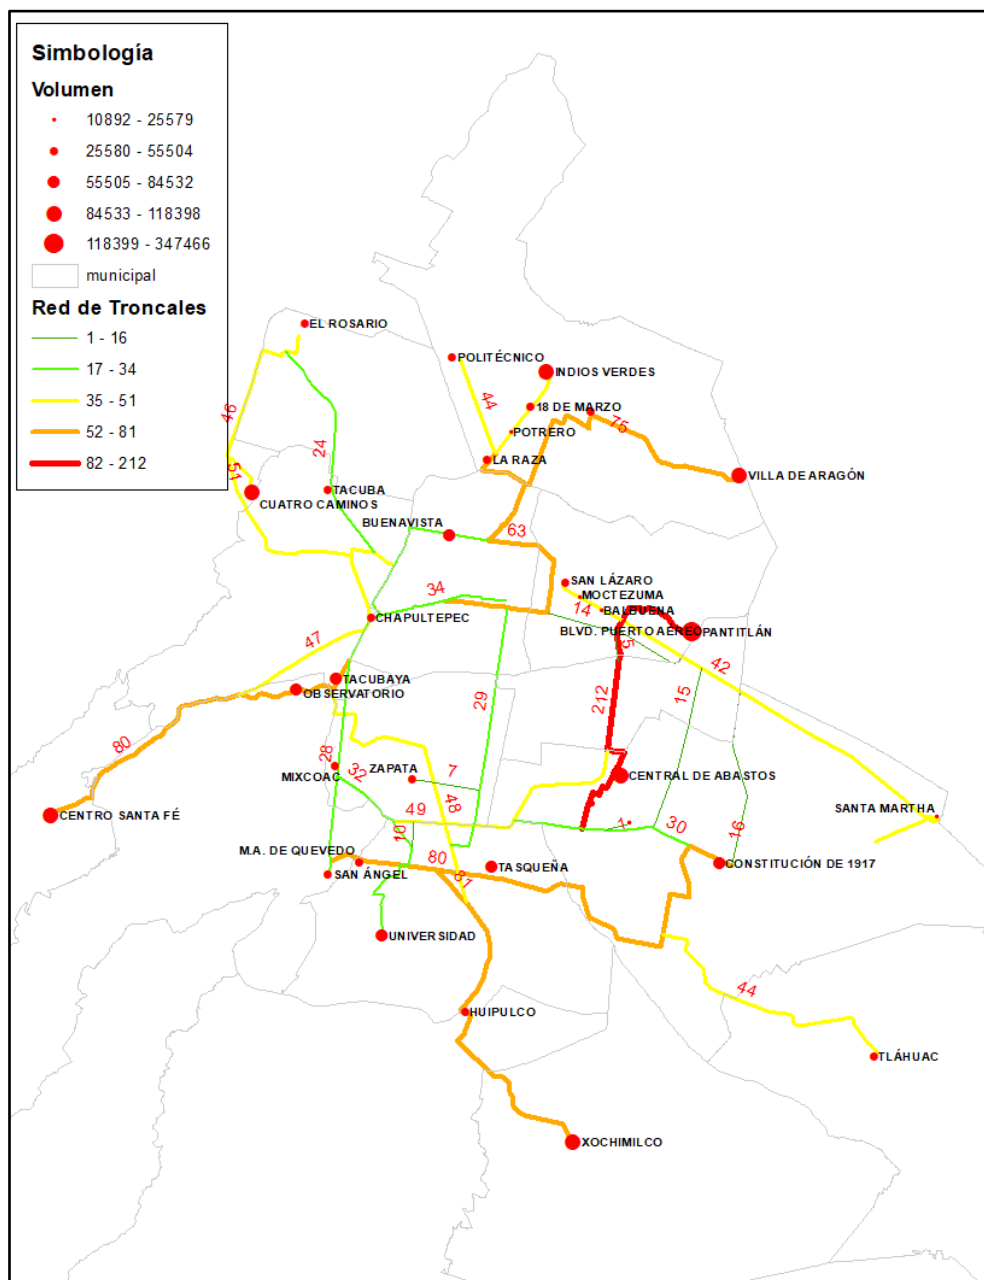 Simbología
Volumen
10892 - 25579
25580 - 55504
55505 - 84532
84533 - 118398
118399 - 347466
municipal
Red de Troncales
1 - 16
17 - 34
35 - 51
52 - 81
82 - 212
EL ROSARIO
POLITÉCNICO
INDIOS VERDES
44
46
18 DE MARZO
75
POTRERO
24
LA RAZA
51
VILLA DE ARAGÓN
TACUBA
CUATRO CAMINOS
BUENAVISTA
63
SAN LÁZARO
34
MOCTEZUMA
14
BALBUENA
CHAPULTEPEC
BLVD. PUERTO AÉREO
PANTITLÁN
47
5
42
TACUBAYA
OBSERVATORIO
29
212
15
80
28
32
MIXCOAC
ZAPATA
7
CENTRAL DE ABASTOS
48
49
SANTA MARTHA
CENTRO SANTA FÉ
10
1
30
16
M.A. DE QUEVEDO
80
TASQUEÑA
CONSTITUCIÓN DE 1917
SAN ÁNGEL
81
UNIVERSIDAD
44
HUIPULCO
TLÁHUAC
XOCHIMILCO